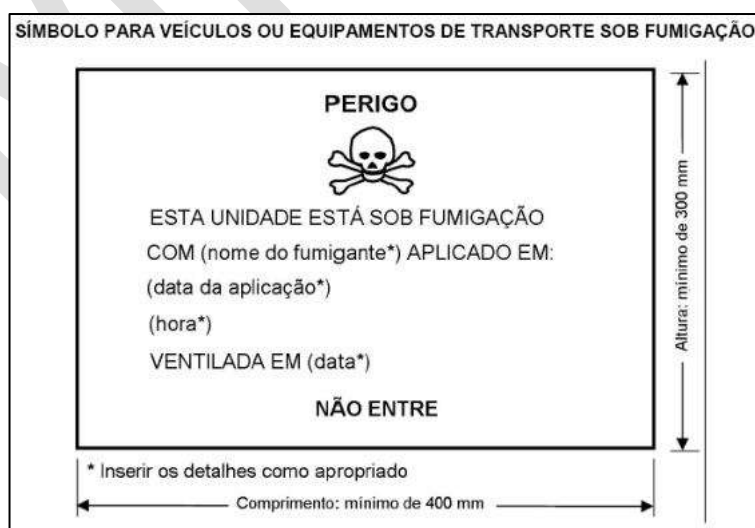 SÍMBOLO PARA VEÍCULOS OU EQUIPAMENTOS DE TRANSPORTE SOB FUMIGAÇÃO
PERIGO
ESTA UNIDADE ESTÁ SOB FUMIGAÇÃO
COM (nome do fumigante*) APLICADO EM:
(data da aplicação*)
(hora*)
VENTILADA EM (data*)
NÃO ENTRE
Altura: mínimo de 300 mm
* Inserir os detalhes como apropriado
Comprimento: mínimo de 400 mm